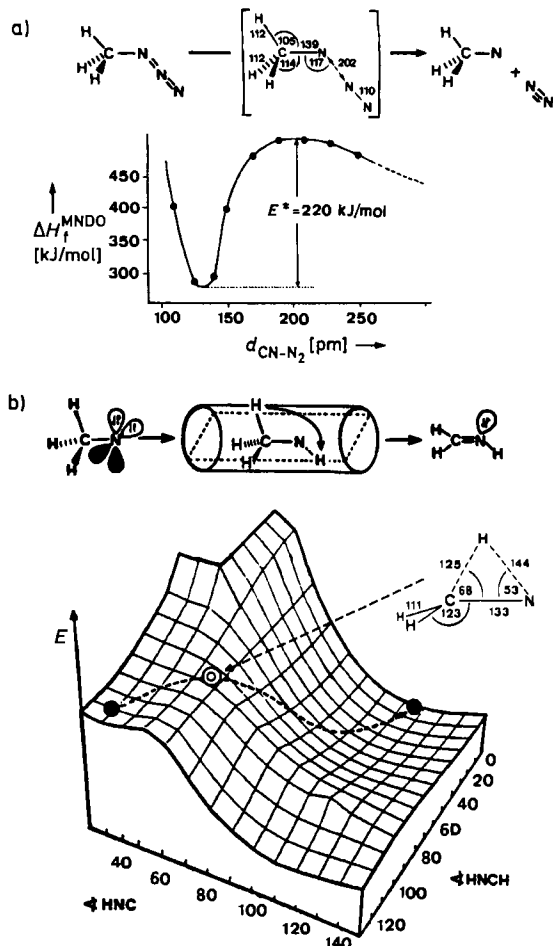 a)
H H H C N N N
H 112 105 139 202
112 H H C 114 N 117 N 110 N
H H H C N + N N
ΔH_f^MNDO
[kJ/mol]
450
400
350
300
E* = 220 kJ/mol
100 150 200 250
d_CN–N₂ [pm]
b)
H H H C N
H H H C N H
H H C N H
E
H
125 144
111 H H C 123 68 53 N
133
0
20
40
60
80
100
120
∢HNCH
40 60 80 100 120 140
∢HNC